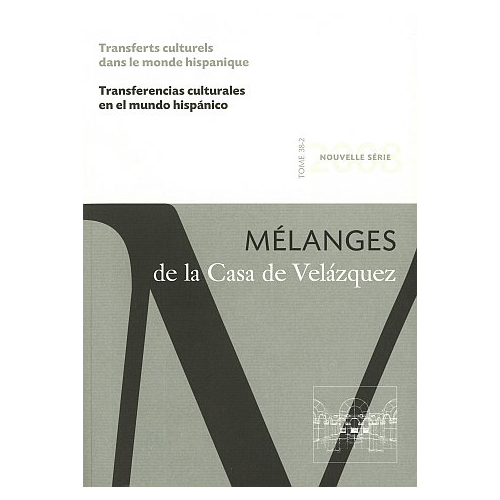 Transferts culturels
dans le monde hispanique
Transferencias culturales
en el mundo hispánico
TOME 38-2
2008
NOUVELLE SÉRIE
MÉLANGES
de la Casa de Velázquez